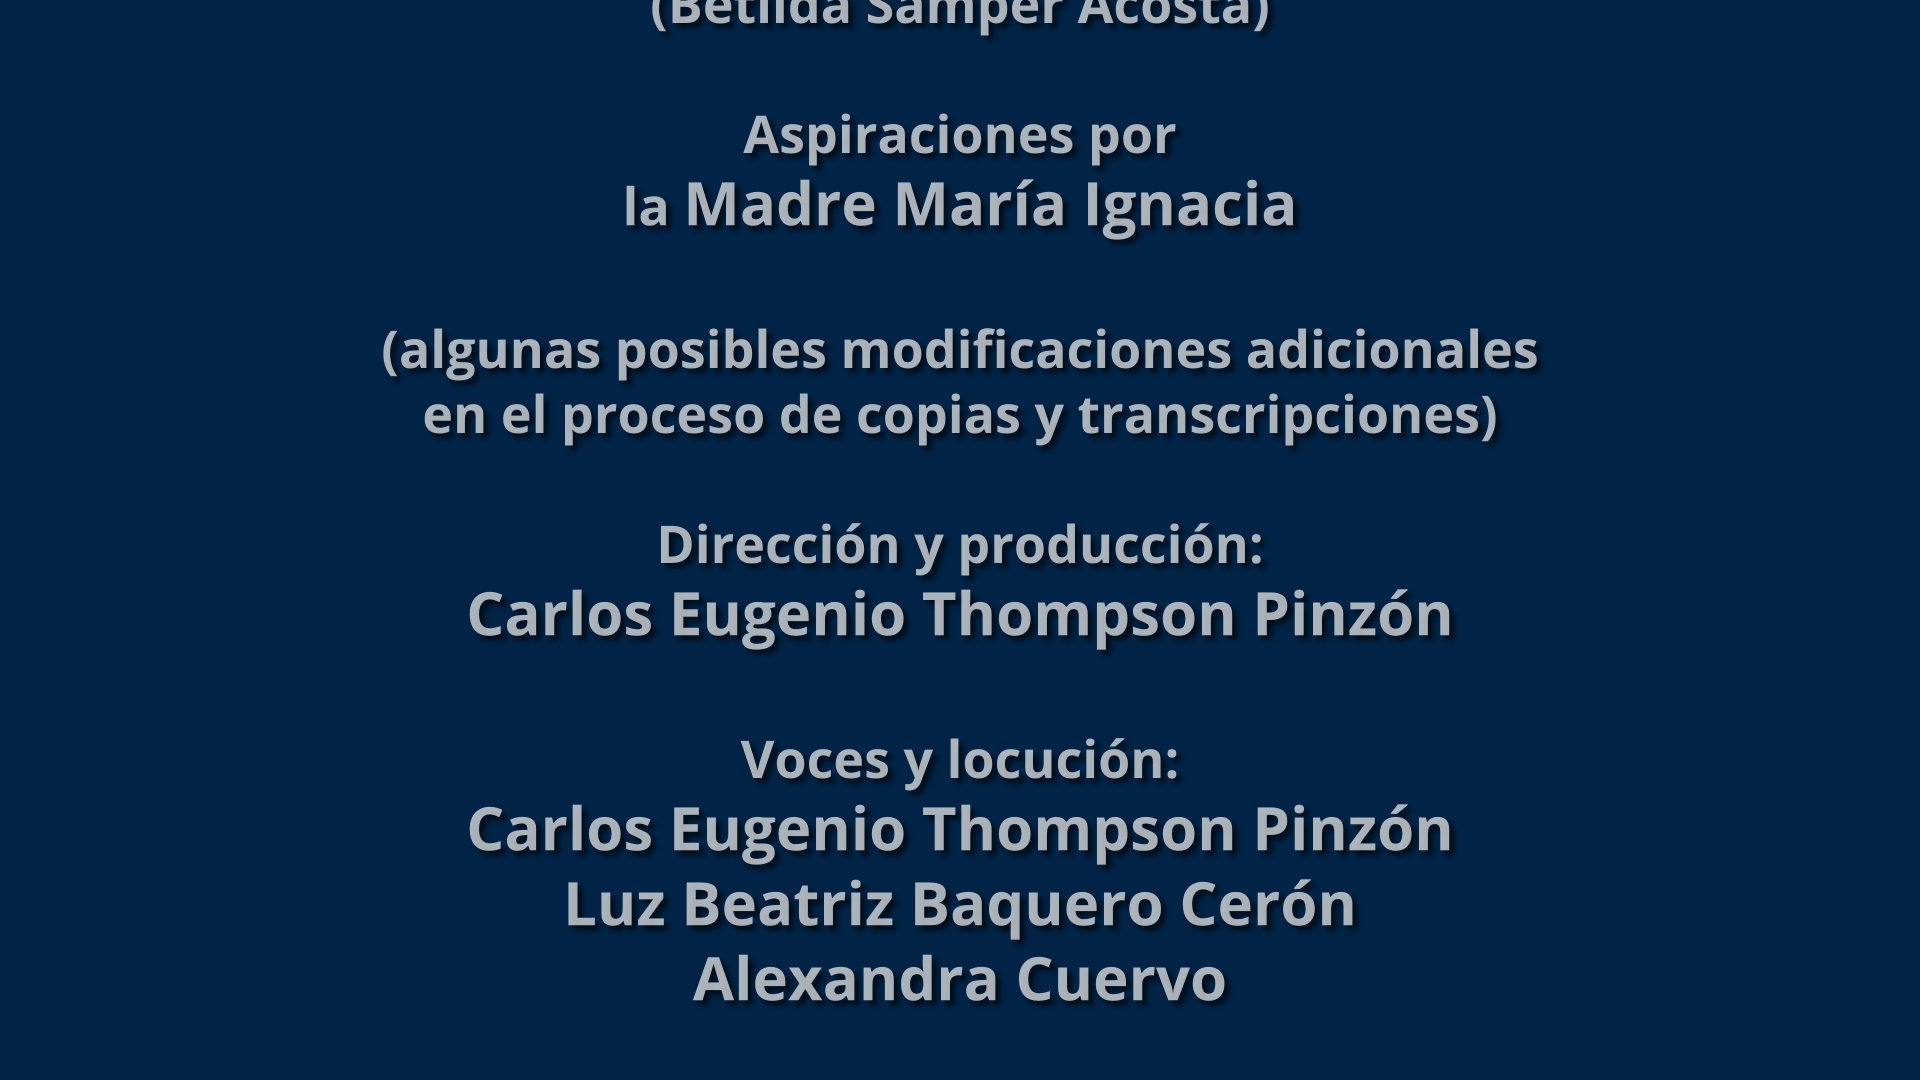 (Betilda Samper Acosta)
Aspiraciones por
la Madre María Ignacia
(algunas posibles modificaciones adicionales
en el proceso de copias y transcripciones)
Dirección y producción:
Carlos Eugenio Thompson Pinzón
Voces y locución:
Carlos Eugenio Thompson Pinzón
Luz Beatriz Baquero Cerón
Alexandra Cuervo